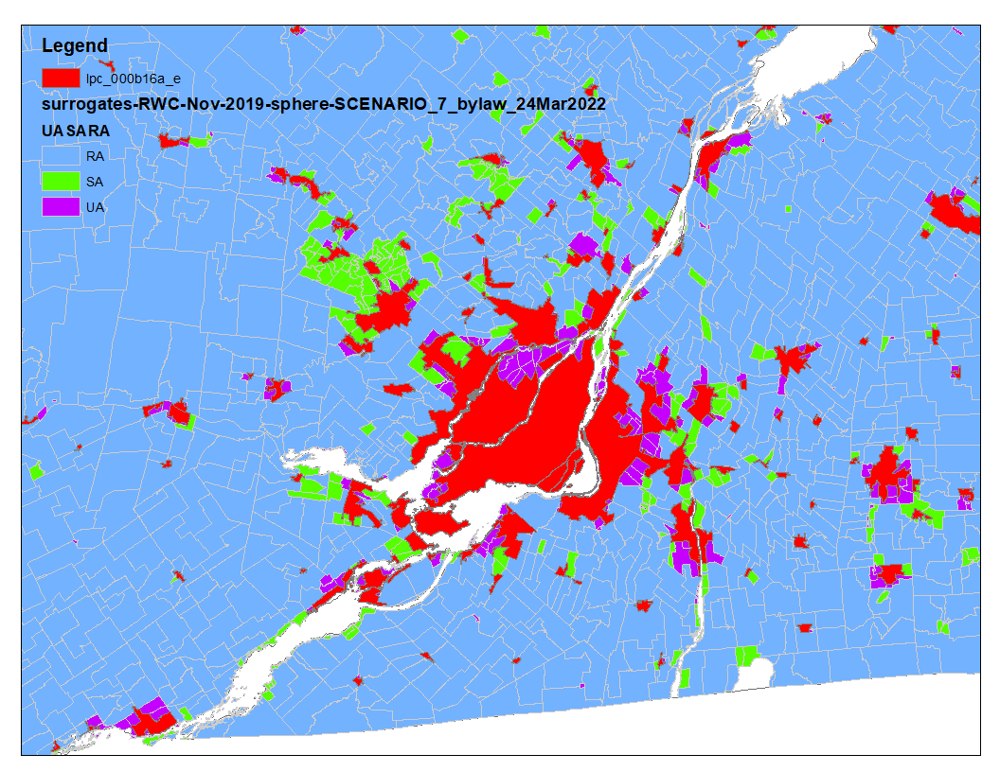 Legend
lpc_000b16a_e
surrogates-RWC-Nov-2019-sphere-SCENARIO_7_bylaw_24Mar2022
UASARA
RA
SA
UA